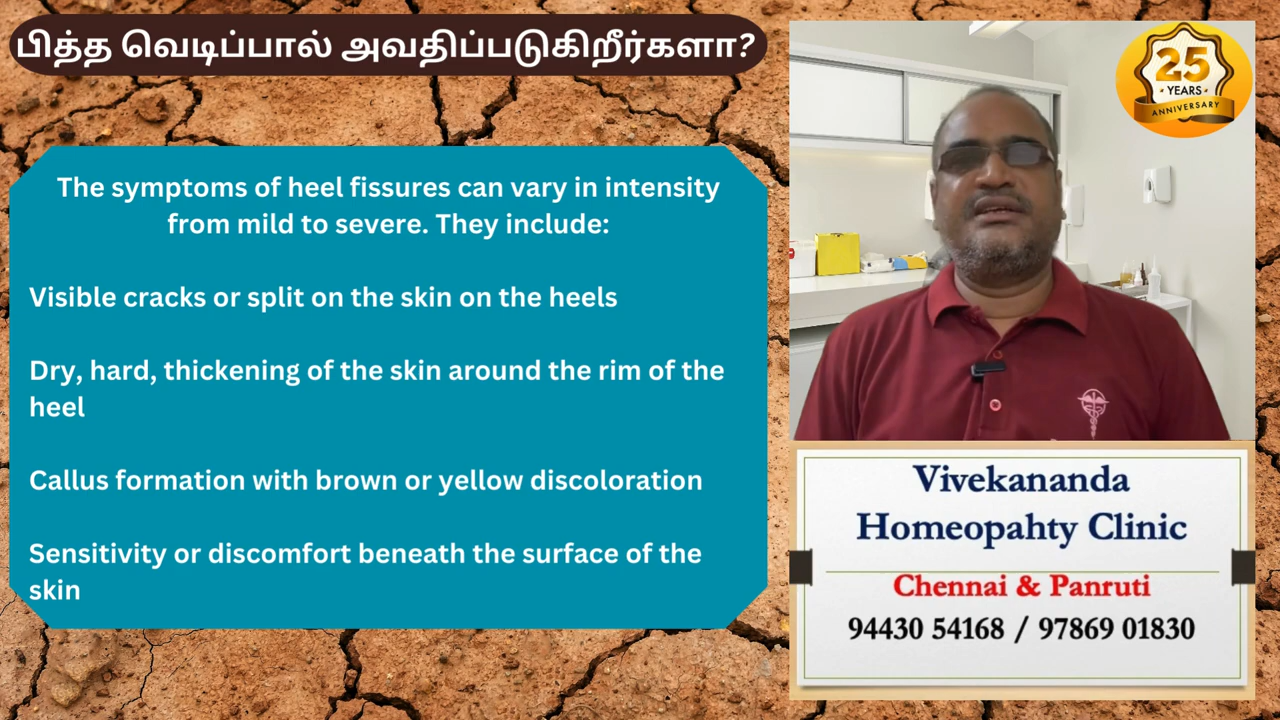 பித்த வெடிப்பால் அவதிப்படுகிறீர்களா?
The symptoms of heel fissures can vary in intensity
from mild to severe. They include:
Visible cracks or split on the skin on the heels
Dry, hard, thickening of the skin around the rim of the
heel
Callus formation with brown or yellow discoloration
Sensitivity or discomfort beneath the surface of the
skin
25
YEARS
ANNIVERSARY
Vivekananda
Homeopahty Clinic
Chennai & Panruti
94430 54168 / 97869 01830